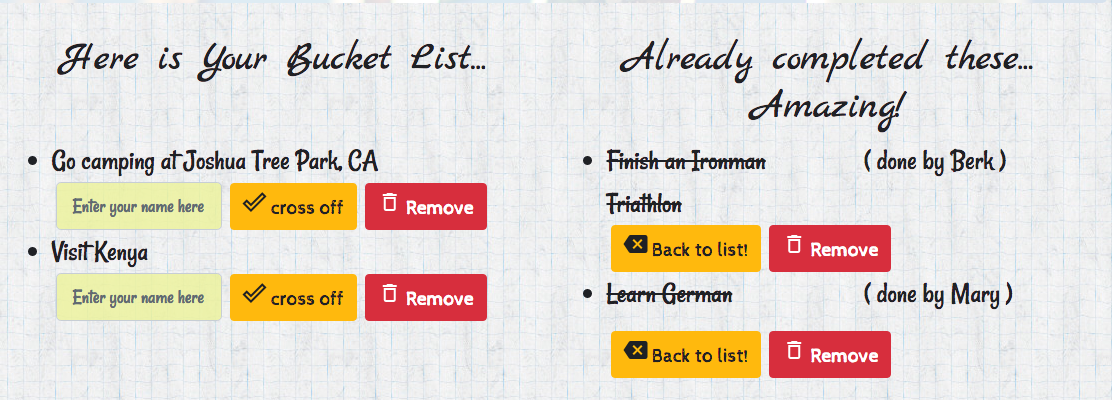 Here is Your Bucket List...
Go camping at Joshua Tree Park, CA
Enter your name here
cross off
Remove
Visit Kenya
Enter your name here
cross off
Remove
Already completed these...
Amazing!
Finish an Ironman
( done by Berk )
Triathlon
Back to list!
Remove
Learn German
( done by Mary )
Back to list!
Remove